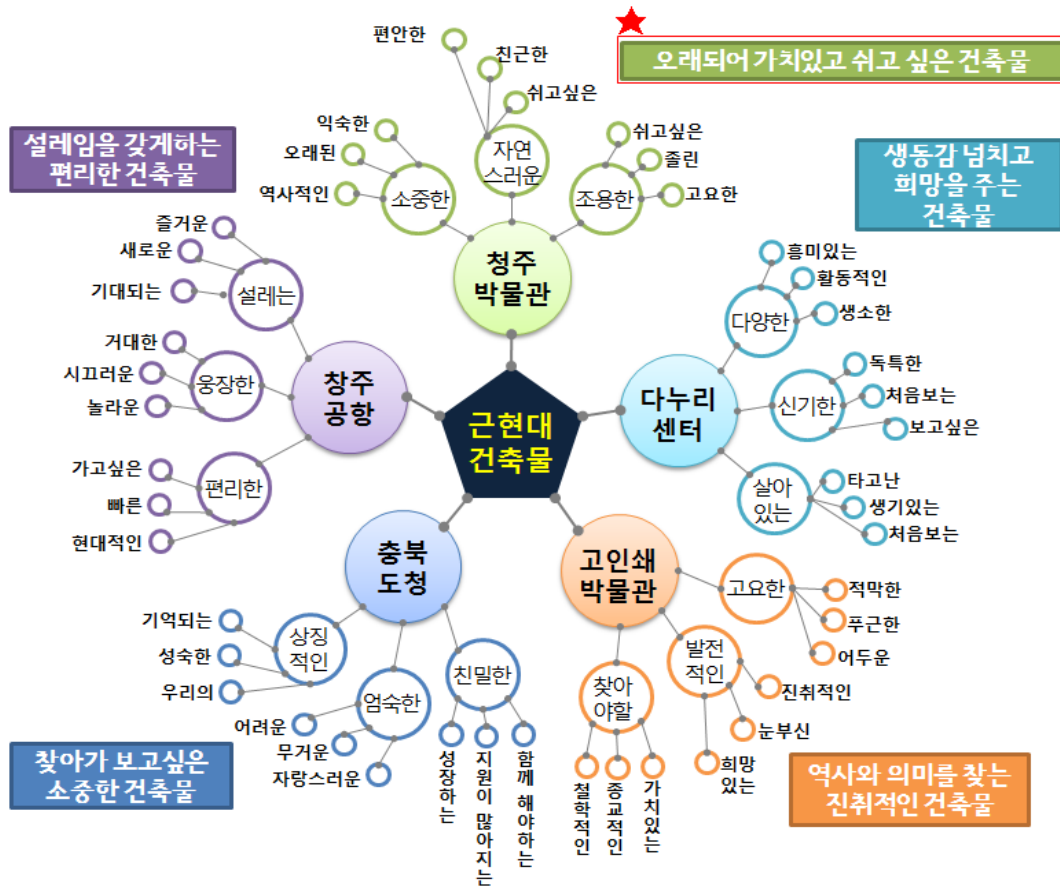 오래되어 가치있고 쉬고 싶은 건축물
설레임을 갖게하는
편리한 건축물
생동감 넘치고
희망을 주는
건축물
편안한
친근한
쉬고싶은
자연
스러운
익숙한
오래된
역사적인
소중한
쉬고싶은
졸린
고요한
조용한
청주
박물관
즐거운
새로운
기대되는
설레는
거대한
시끄러운
놀라운
웅장한
가고싶은
빠른
현대적인
편리한
창주
공항
근현대
건축물
다누리
센터
흥미있는
활동적인
생소한
다양한
독특한
처음보는
보고싶은
신기한
타고난
생기있는
처음보는
살아
있는
충북
도청
기억되는
성숙한
우리의
상징
적인
어려운
무거운
자랑스러운
엄숙한
친밀한
성장하는
지원이 많아지는
함께 해야하는
고인쇄
박물관
고요한
적막한
푸근한
어두운
발전
적인
진취적인
눈부신
희망
있는
찾아
야할
철학적인
종교적인
가치있는
찾아가 보고싶은
소중한 건축물
역사와 의미를 찾는
진취적인 건축물